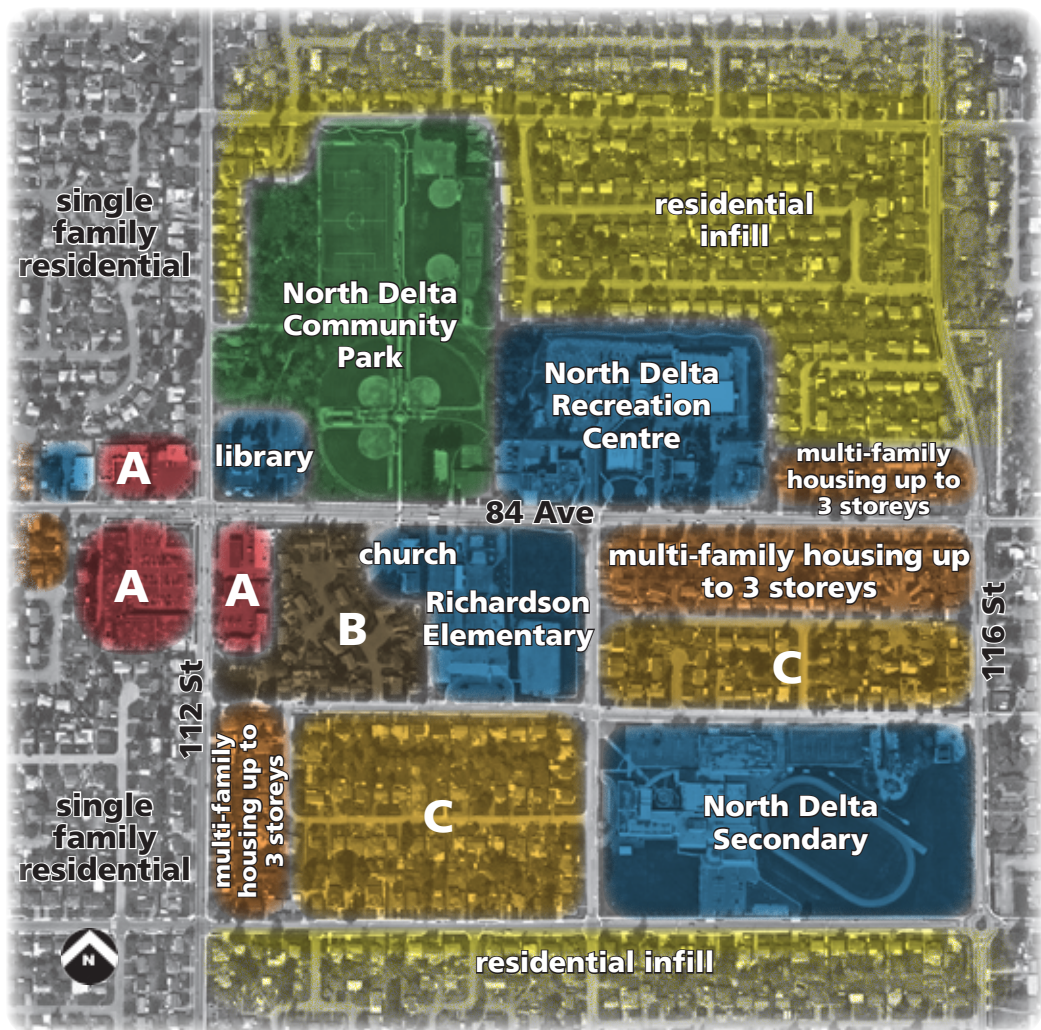 single
family
residential
residential
infill
North Delta
Community
Park
North Delta
Recreation
Centre
A
library
multi-family
housing up to
3 storeys
84 Ave
A
A
church
multi-family housing up
to 3 storeys
B
Richardson
Elementary
C
116 St
112 St
multi-family
housing up to
3 storeys
single
family
residential
C
North Delta
Secondary
N
residential infill